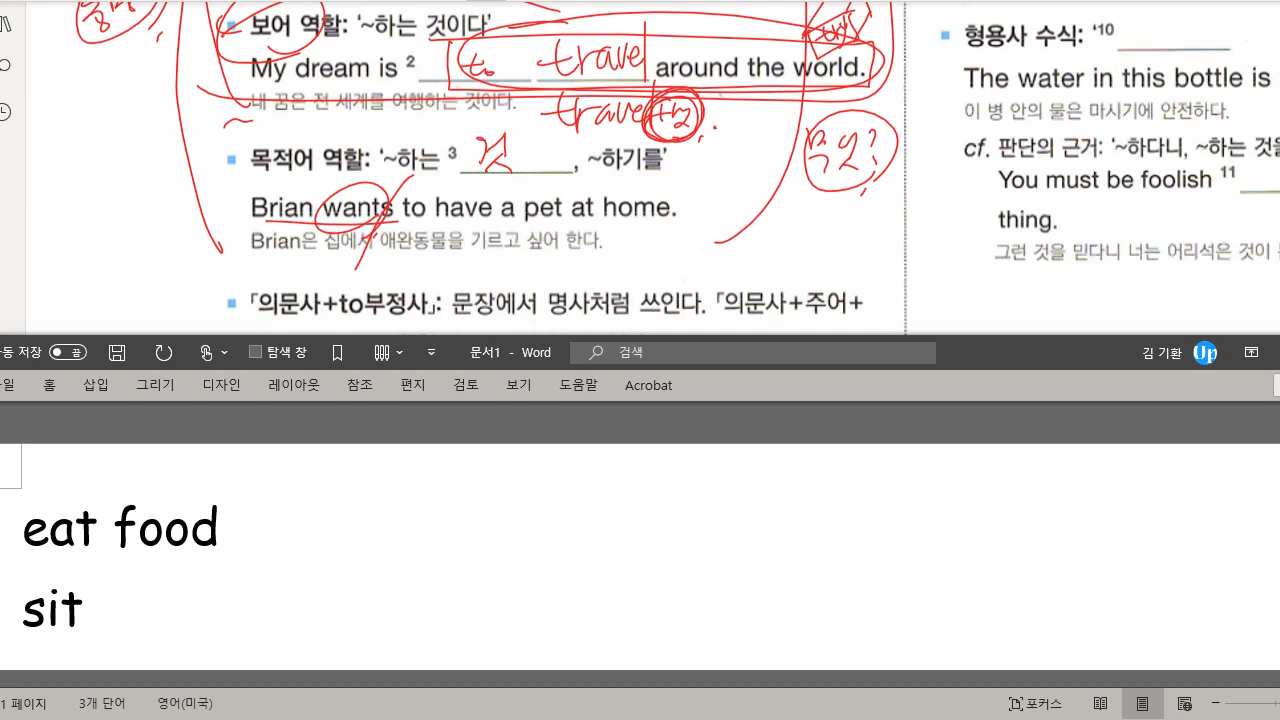 보어 역할: '~하는 것이다'
My dream is ² to travel around the world.
내 꿈은 전 세계를 여행하는 것이다.
travel
목적어 역할: '~하는 ³ 것, ~하기를'
Brian wants to have a pet at home.
Brian은 집에서 애완동물을 기르고 싶어 한다.
「의문사+to부정사」: 문장에서 명사처럼 쓰인다. 「의문사+주어+
형용사 수식: '¹⁰
The water in this bottle is
이 병 안의 물은 마시기에 안전하다.
cf. 판단의 근거: '~하다니, ~하는 것을
You must be foolish ¹¹
thing.
그런 것을 믿다니 너는 어리석은 것이
동 저장 끔 탐색 창 문서1 - Word 검색 김 기환 Up
일 홈 삽입 그리기 디자인 레이아웃 참조 편지 검토 보기 도움말 Acrobat
eat food
sit
1 페이지 3개 단어 영어(미국) 포커스